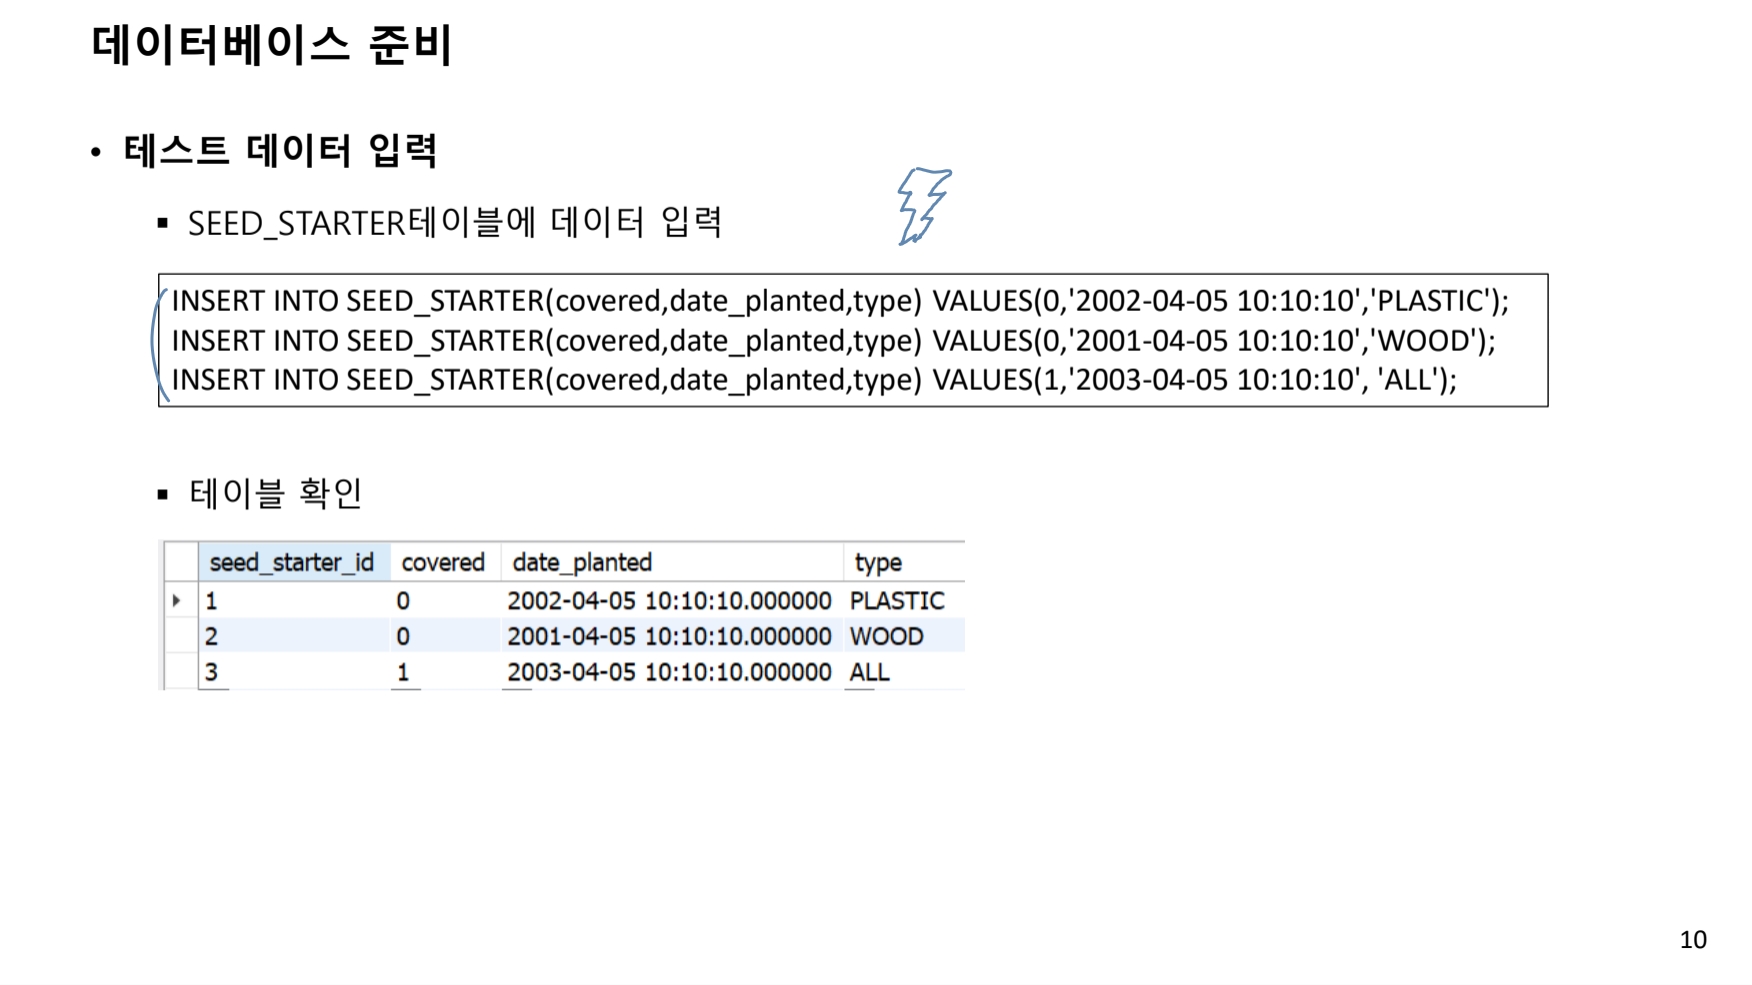 데이터베이스 준비
• 테스트 데이터 입력
▪ SEED_STARTER테이블에 데이터 입력
INSERT INTO SEED_STARTER(covered,date_planted,type) VALUES(0,'2002-04-05 10:10:10','PLASTIC');
INSERT INTO SEED_STARTER(covered,date_planted,type) VALUES(0,'2001-04-05 10:10:10','WOOD');
INSERT INTO SEED_STARTER(covered,date_planted,type) VALUES(1,'2003-04-05 10:10:10', 'ALL');
▪ 테이블 확인
seed_starter_id covered date_planted type
1 0 2002-04-05 10:10:10.000000 PLASTIC
2 0 2001-04-05 10:10:10.000000 WOOD
3 1 2003-04-05 10:10:10.000000 ALL
10